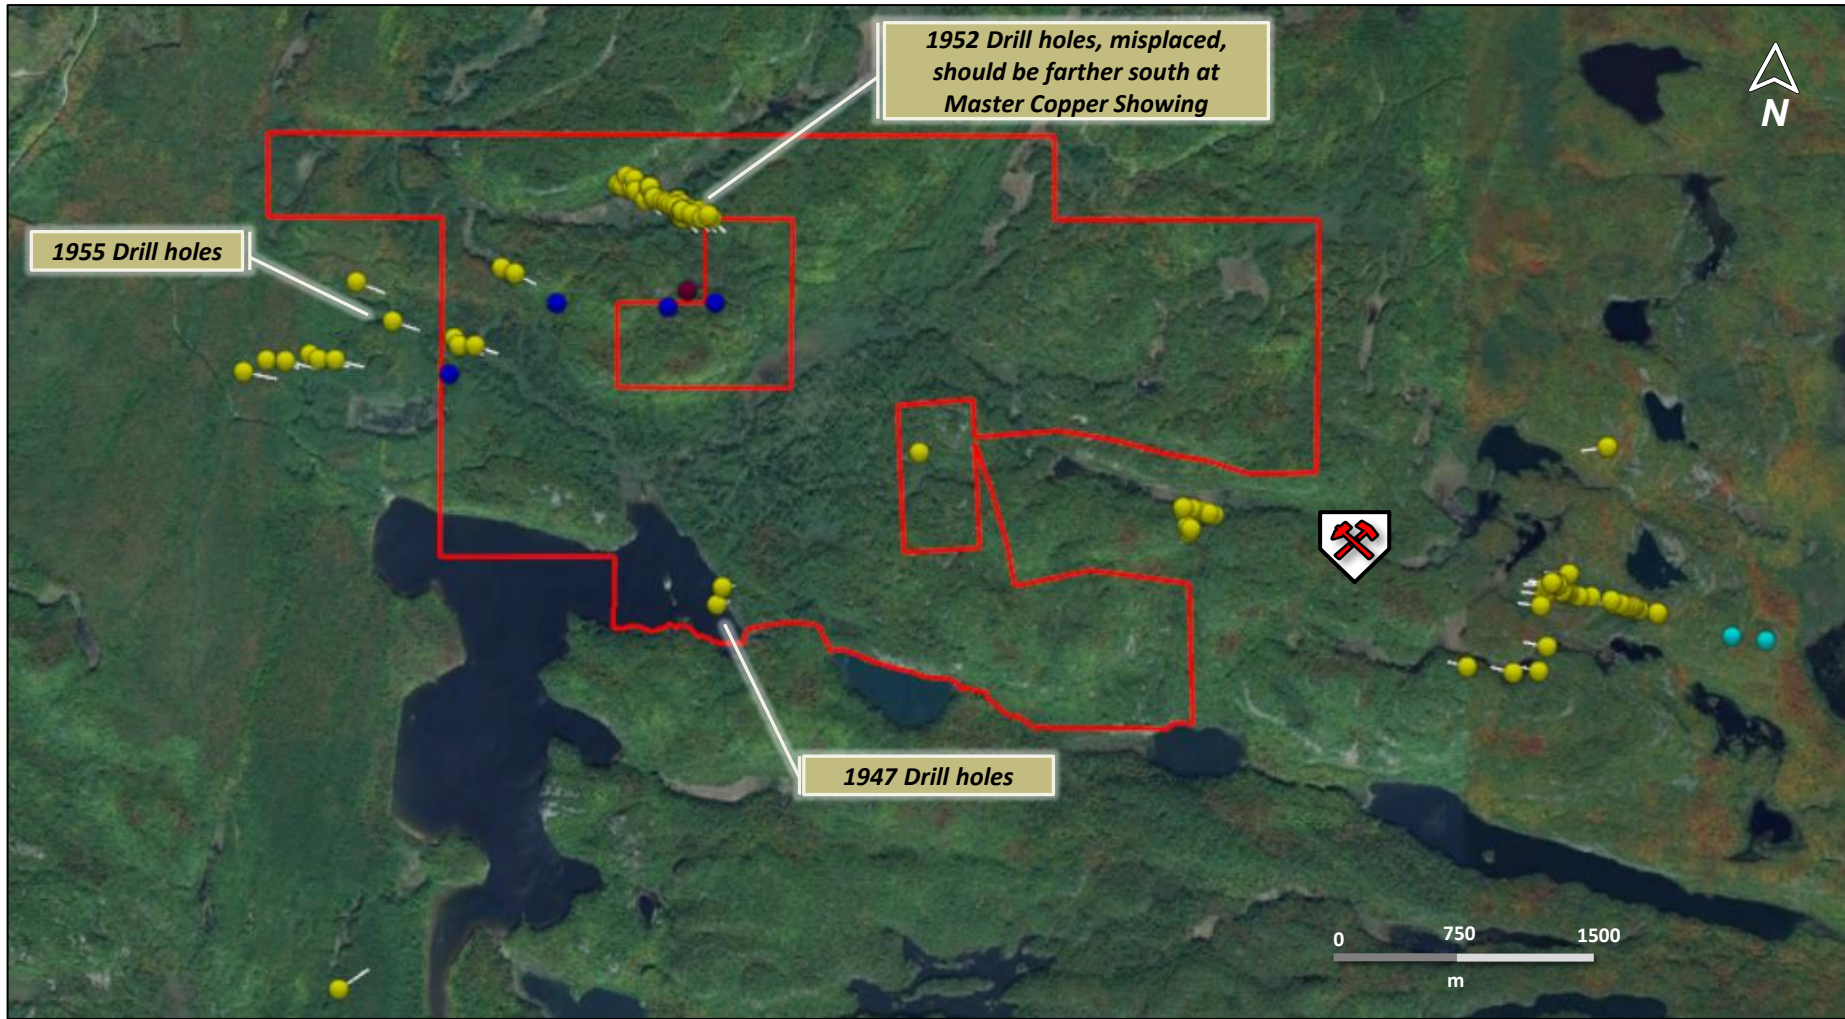 1952 Drill holes, misplaced,
should be farther south at
Master Copper Showing
N
1955 Drill holes
1947 Drill holes
0 750 1500
m